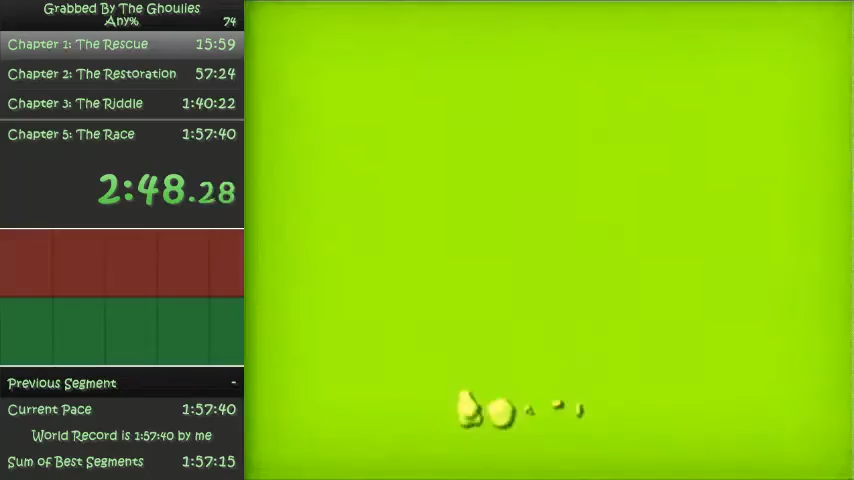 Grabbed By The Ghoulies
Any% 74
Chapter 1: The Rescue 15:59
Chapter 2: The Restoration 57:24
Chapter 3: The Riddle 1:40:22
Chapter 5: The Race 1:57:40
2:48.28
Previous Segment -
Current Pace 1:57:40
World Record is 1:57:40 by me
Sum of Best Segments 1:57:15